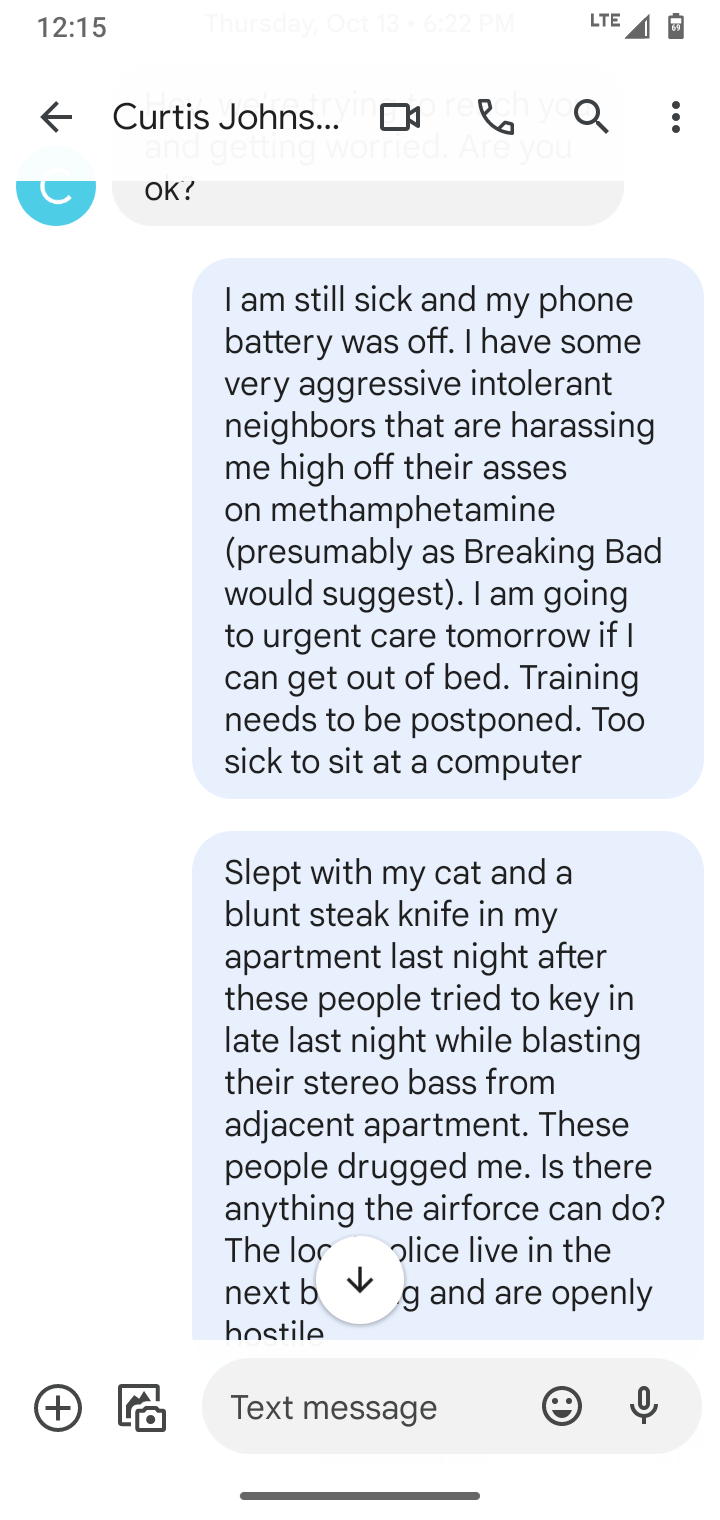 12:15
Thursday, Oct 13 • 6:22 PM
LTE
69
Curtis Johns...
Hey, we're trying to reach yo
and getting worried. Are you
C
ok?
I am still sick and my phone
battery was off. I have some
very aggressive intolerant
neighbors that are harassing
me high off their asses
on methamphetamine
(presumably as Breaking Bad
would suggest). I am going
to urgent care tomorrow if I
can get out of bed. Training
needs to be postponed. Too
sick to sit at a computer
Slept with my cat and a
blunt steak knife in my
apartment last night after
these people tried to key in
late last night while blasting
their stereo bass from
adjacent apartment. These
people drugged me. Is there
anything the airforce can do?
The live in the
next and are openly
hostile
Text message